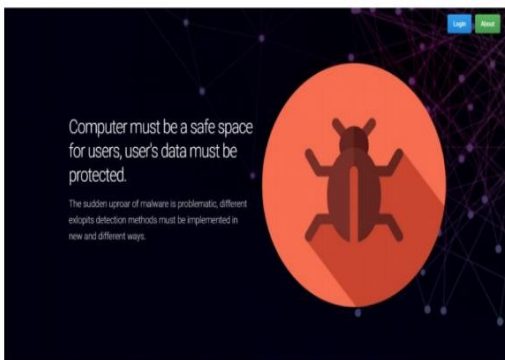 Login About
Computer must be a safe space
for users, user's data must be
protected.
The sudden uproar of malware is problematic, different
exlopits detection methods must be implemented in
new and different ways.